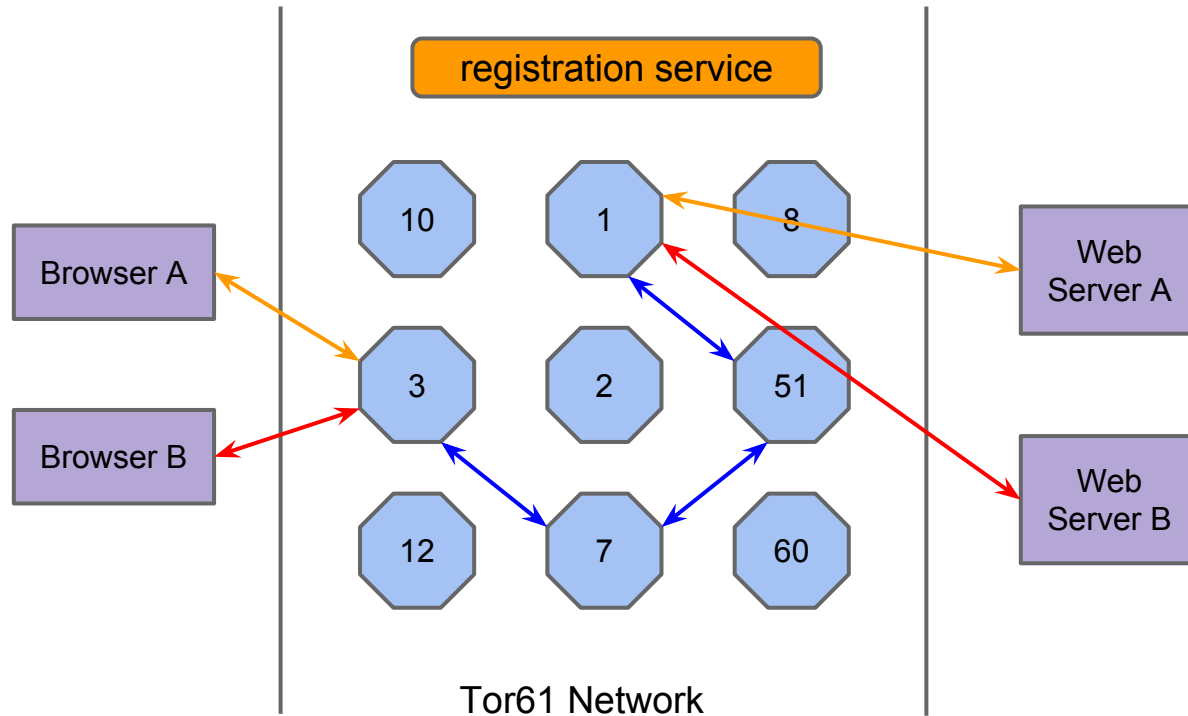 registration service
10
1
8
Browser A
Web
Server A
3
2
51
Browser B
Web
Server B
12
7
60
Tor61 Network